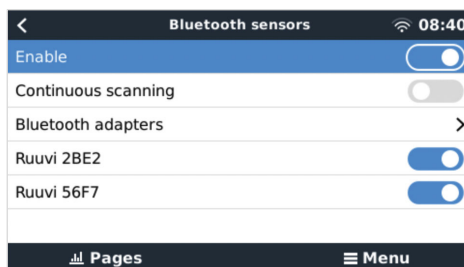 Bluetooth sensors 08:40
Enable
Continuous scanning
Bluetooth adapters
Ruuvi 2BE2
Ruuvi 56F7
Pages Menu